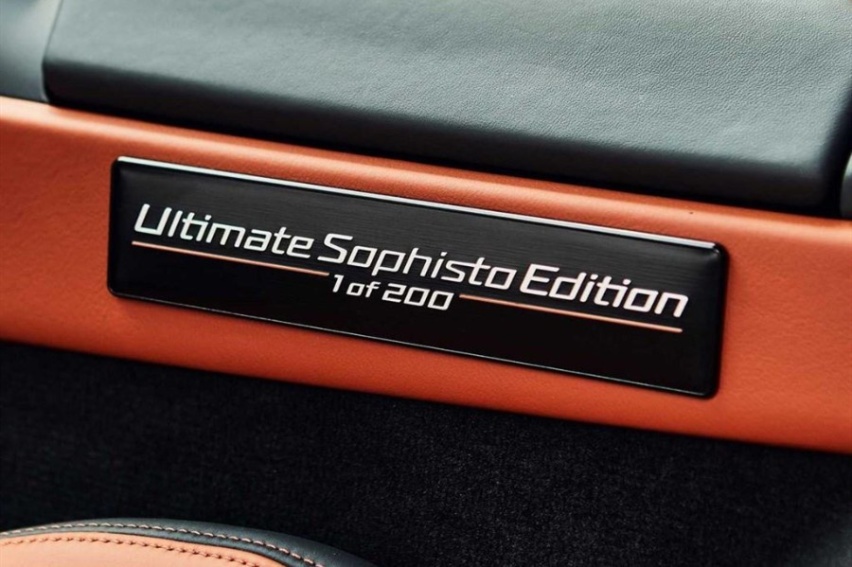 Ultimate Sophisto Edition
1 of 200